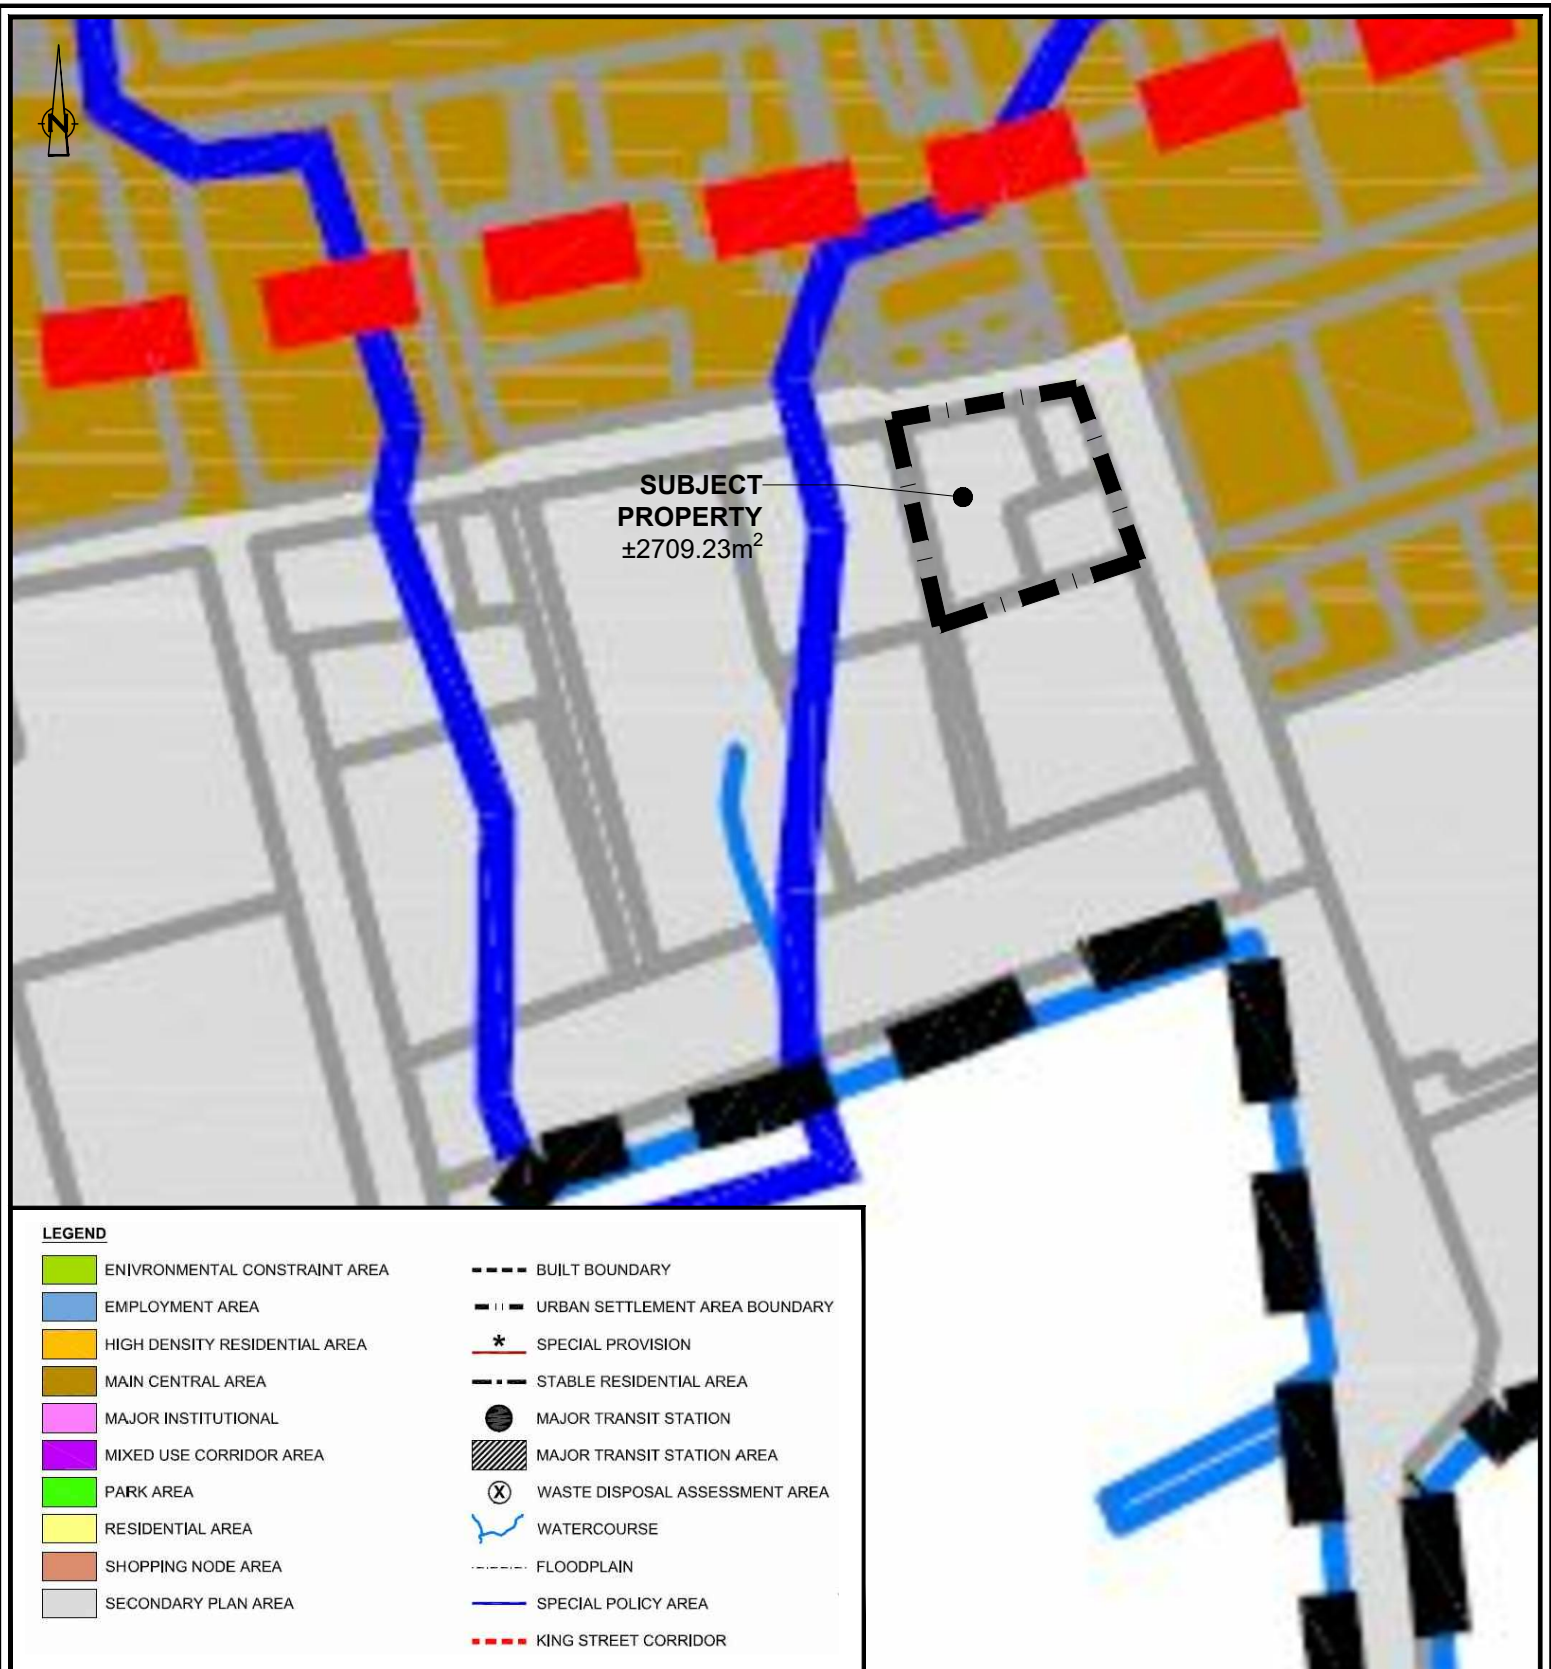 N
SUBJECT
PROPERTY
±2709.23m²
LEGEND
ENIVRONMENTAL CONSTRAINT AREA
EMPLOYMENT AREA
HIGH DENSITY RESIDENTIAL AREA
MAIN CENTRAL AREA
MAJOR INSTITUTIONAL
MIXED USE CORRIDOR AREA
PARK AREA
RESIDENTIAL AREA
SHOPPING NODE AREA
SECONDARY PLAN AREA
BUILT BOUNDARY
URBAN SETTLEMENT AREA BOUNDARY
* SPECIAL PROVISION
STABLE RESIDENTIAL AREA
MAJOR TRANSIT STATION
MAJOR TRANSIT STATION AREA
X WASTE DISPOSAL ASSESSMENT AREA
WATERCOURSE
FLOODPLAIN
SPECIAL POLICY AREA
KING STREET CORRIDOR